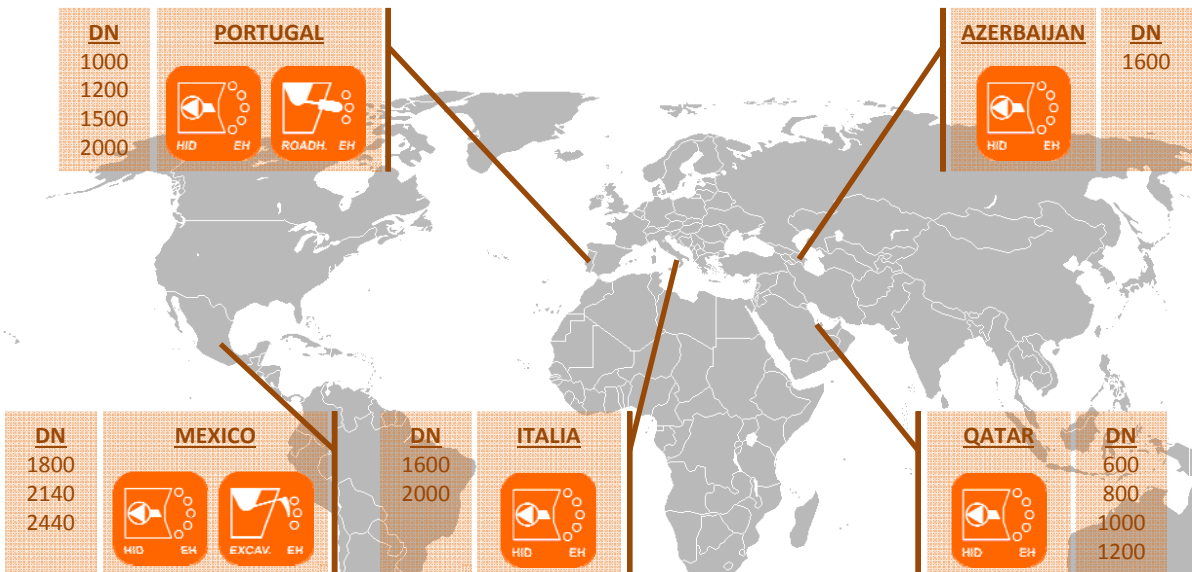 DN
1000
1200
1500
2000
PORTUGAL
HID EH
ROADH. EH
AZERBAIJAN
HID EH
DN
1600
DN
1800
2140
2440
MEXICO
HID EH
EXCAV. EH
DN
1600
2000
ITALIA
HID EH
QATAR
HID EH
DN
600
800
1000
1200